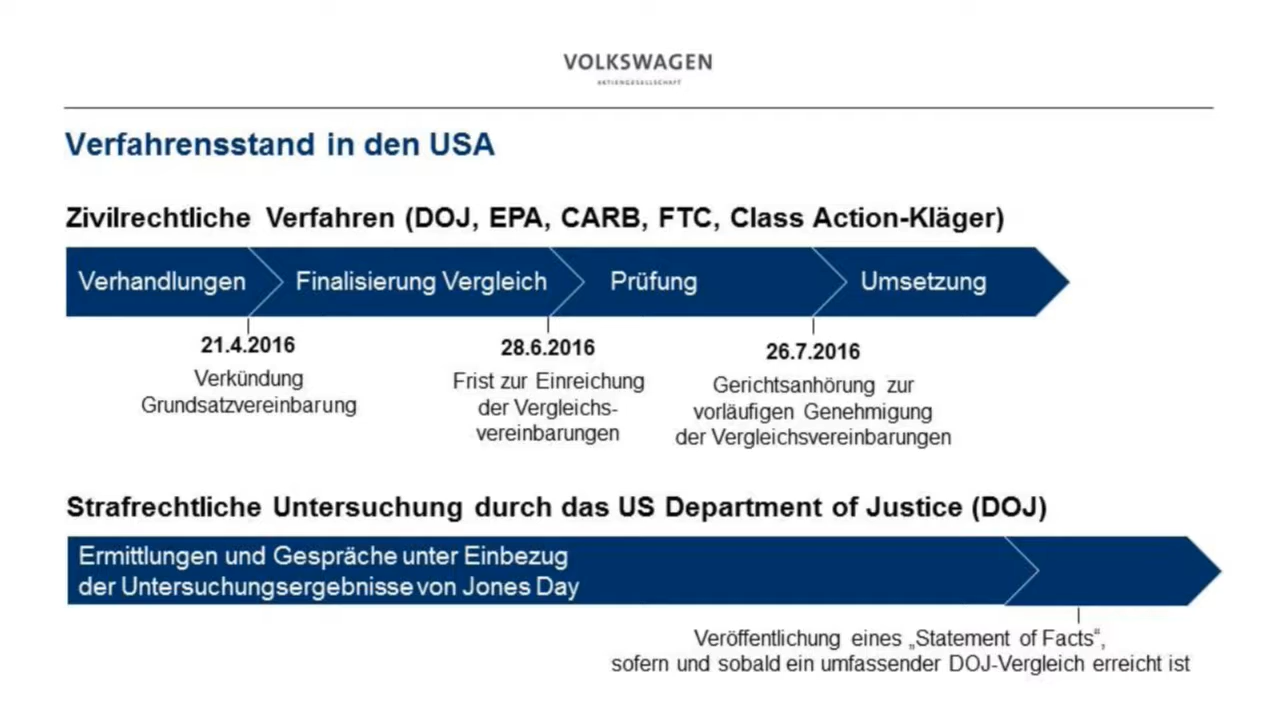 VOLKSWAGEN
AKTIENGESELLSCHAFT
Verfahrensstand in den USA
Zivilrechtliche Verfahren (DOJ, EPA, CARB, FTC, Class Action-Kläger)
Verhandlungen
Finalisierung Vergleich
Prüfung
Umsetzung
21.4.2016
Verkündung
Grundsatzvereinbarung
28.6.2016
Frist zur Einreichung
der Vergleichs-
vereinbarungen
26.7.2016
Gerichtsanhörung zur
vorläufigen Genehmigung
der Vergleichsvereinbarungen
Strafrechtliche Untersuchung durch das US Department of Justice (DOJ)
Ermittlungen und Gespräche unter Einbezug
der Untersuchungsergebnisse von Jones Day
Veröffentlichung eines „Statement of Facts“,
sofern und sobald ein umfassender DOJ-Vergleich erreicht ist